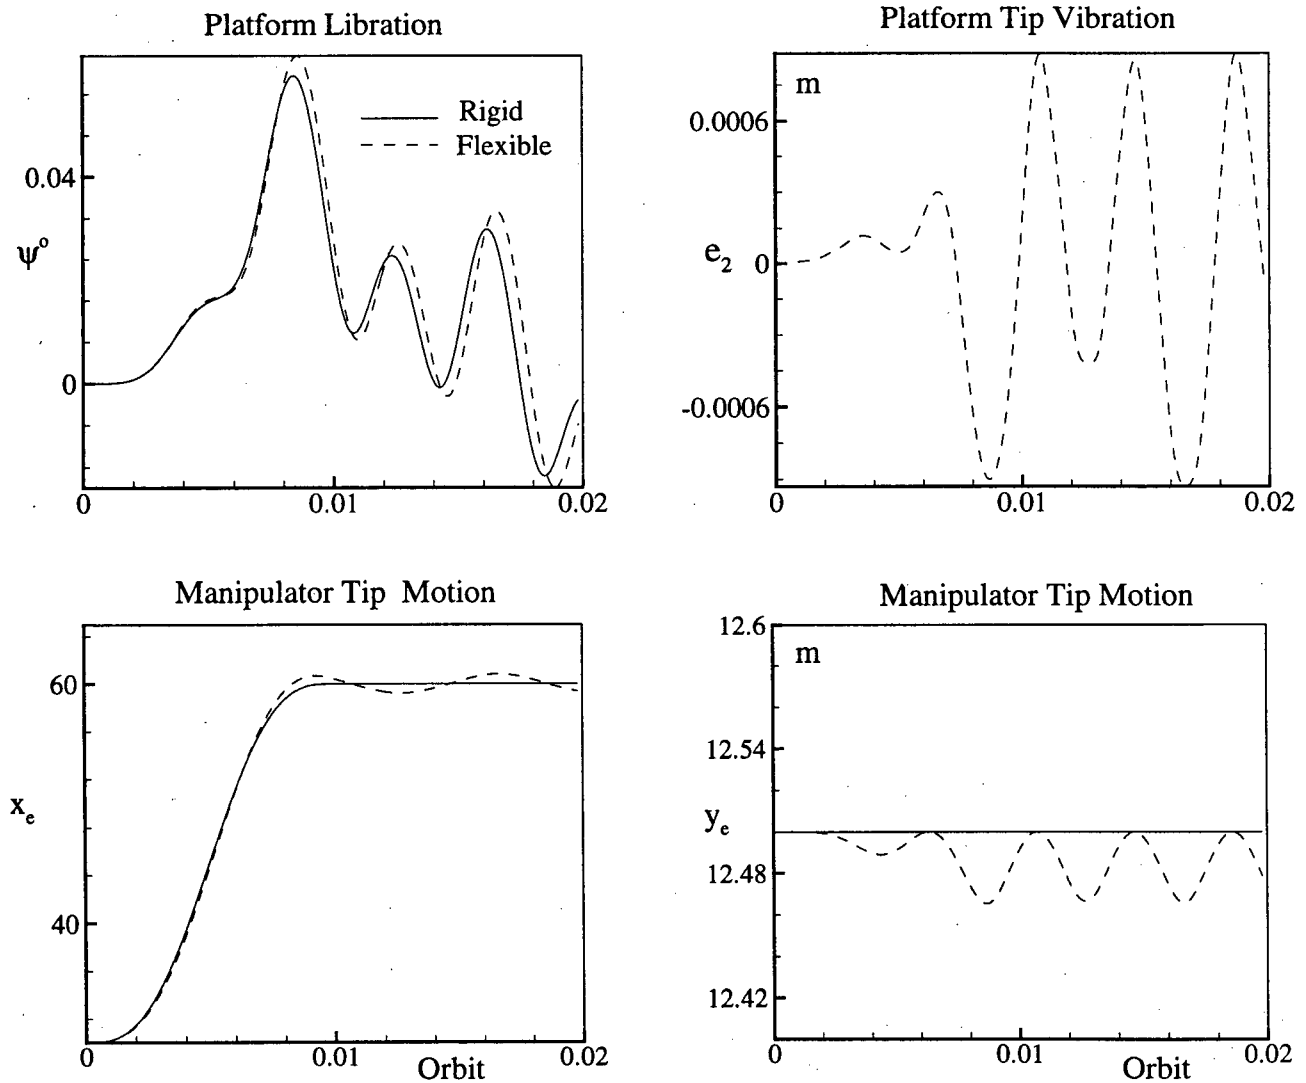 Platform Libration
Rigid
Flexible
0.04
ψ°
0
0
0.01
0.02
Platform Tip Vibration
m
0.0006
e2 0
-0.0006
0
0.01
0.02
Manipulator Tip Motion
60
xe
40
0
0.01
0.02
Orbit
Manipulator Tip Motion
12.6
m
12.54
ye
12.48
12.42
0
0.01
0.02
Orbit